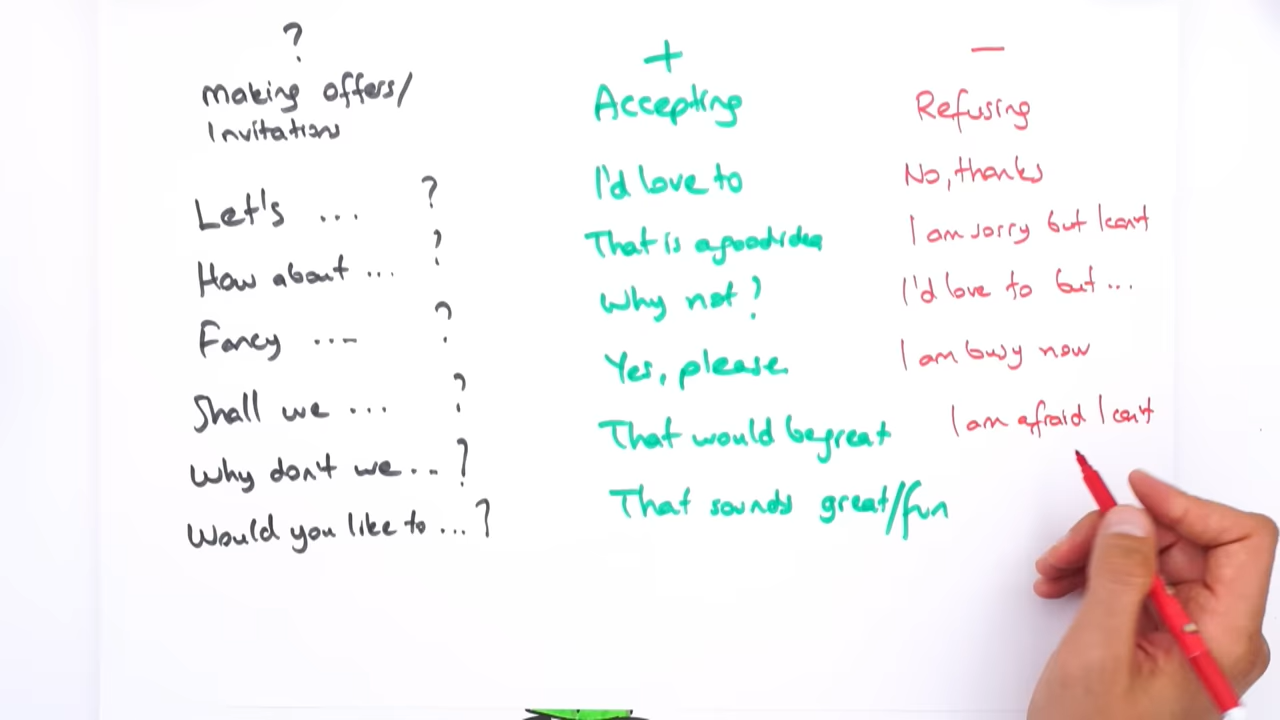 ?
Making offers/
Invitations
Let's ... ?
How about ... ?
Fancy .... ?
Shall we ... ?
Why don't we... ?
Would you like to ... ?
+
Accepting
I'd love to
That is a good idea
Why not?
Yes, please
That would be great
That sounds great/fun
−
Refusing
No, thanks
I am sorry but I can't
I'd love to but...
I am busy now
I am afraid I can't